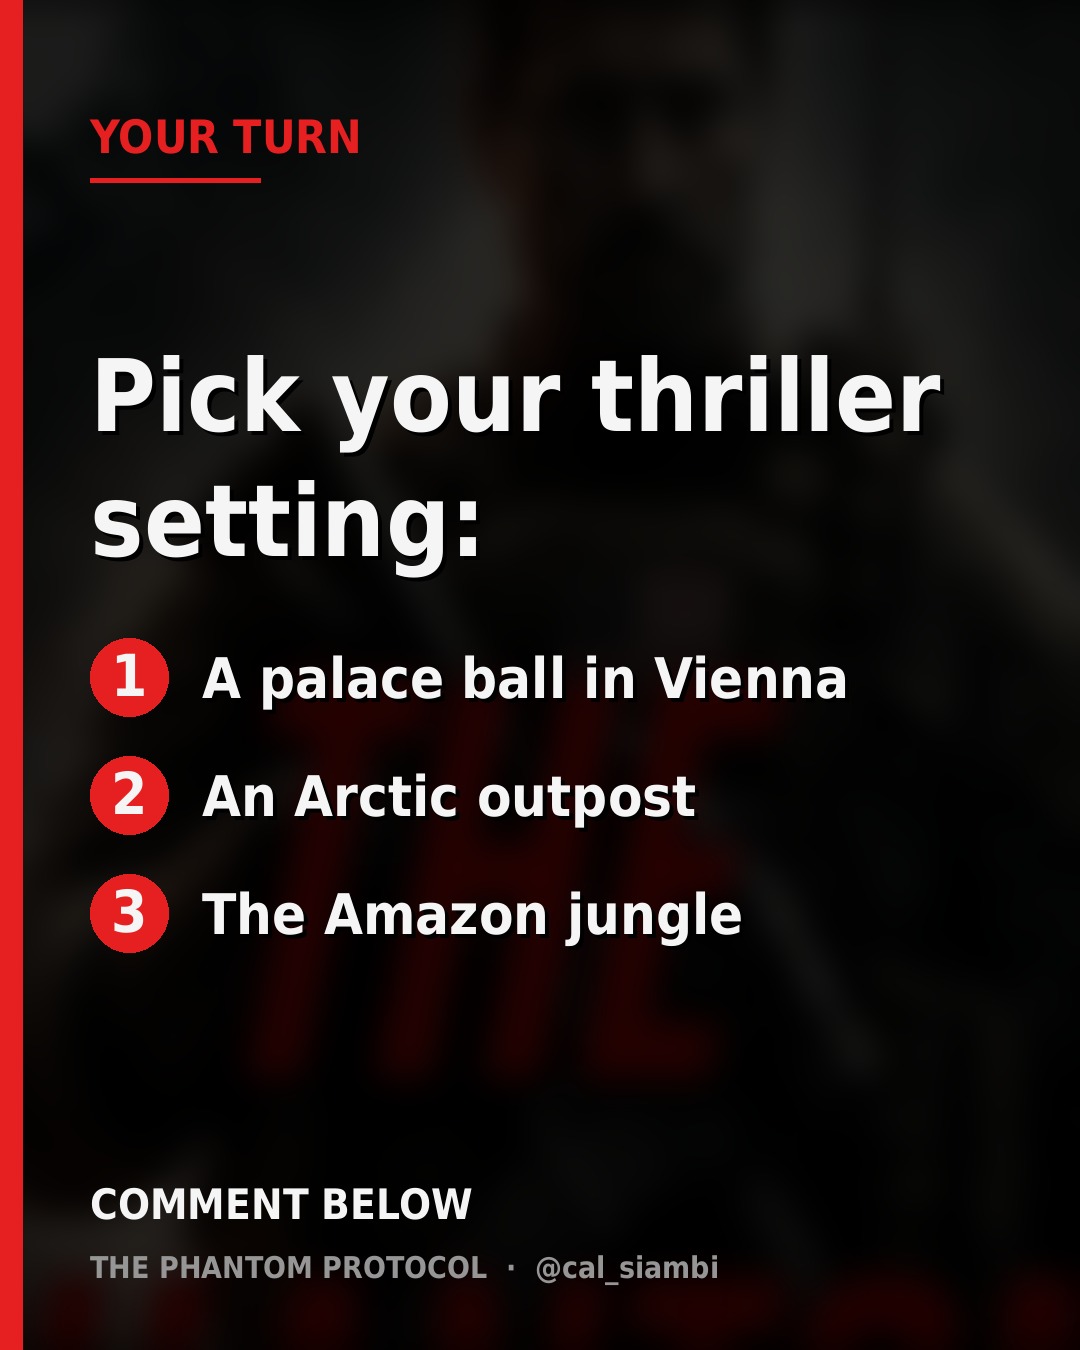 YOUR TURN
Pick your thriller
setting:
1 A palace ball in Vienna
2 An Arctic outpost
3 The Amazon jungle
THE
COMMENT BELOW
THE PHANTOM PROTOCOL · @cal_siambi